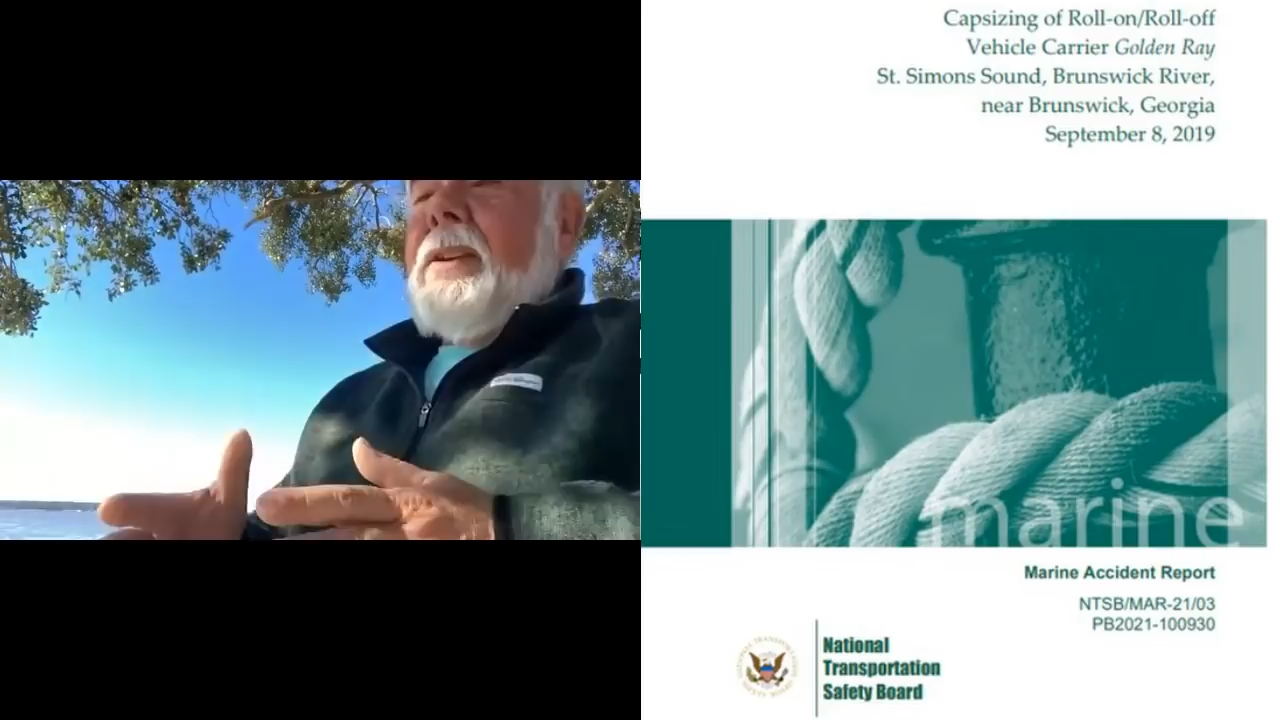 Capsizing of Roll-on/Roll-off
Vehicle Carrier Golden Ray
St. Simons Sound, Brunswick River,
near Brunswick, Georgia
September 8, 2019
marine
Marine Accident Report
NTSB/MAR-21/03
PB2021-100930
National
Transportation
Safety Board